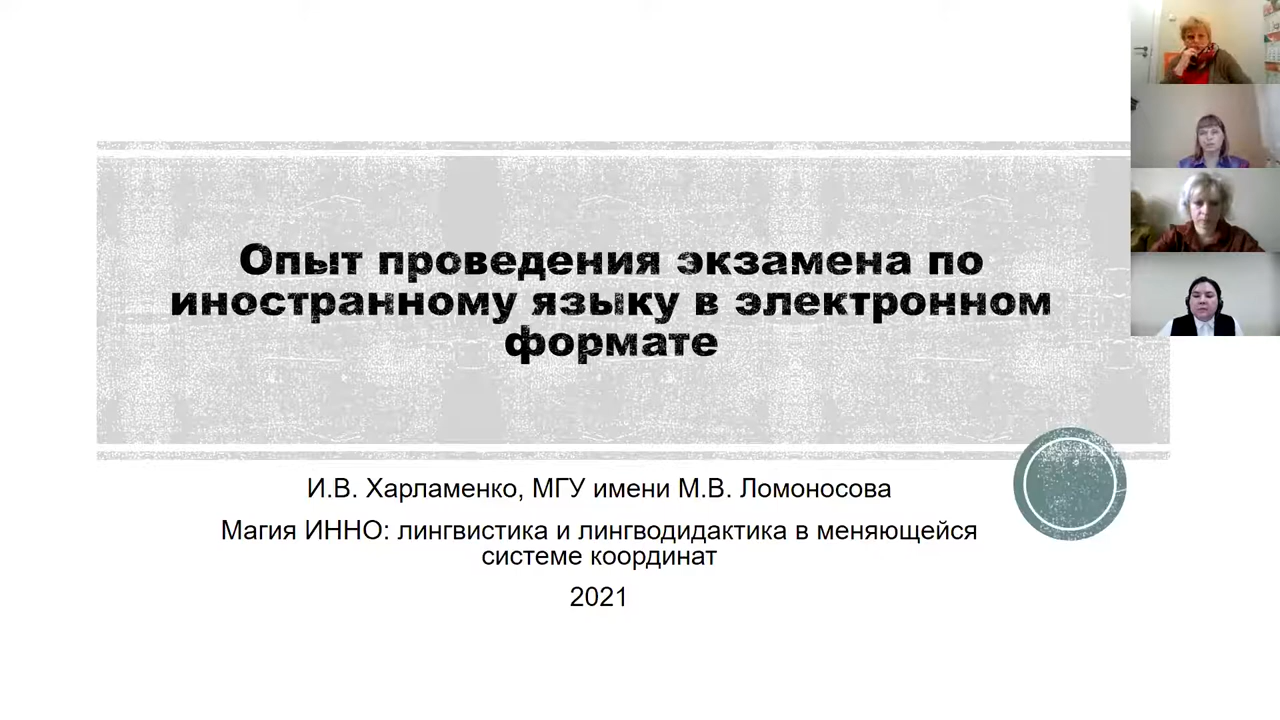 Опыт проведения экзамена по
иностранному языку в электронном
формате
И.В. Харламенко, МГУ имени М.В. Ломоносова
Магия ИННО: лингвистика и лингводидактика в меняющейся
системе координат
2021